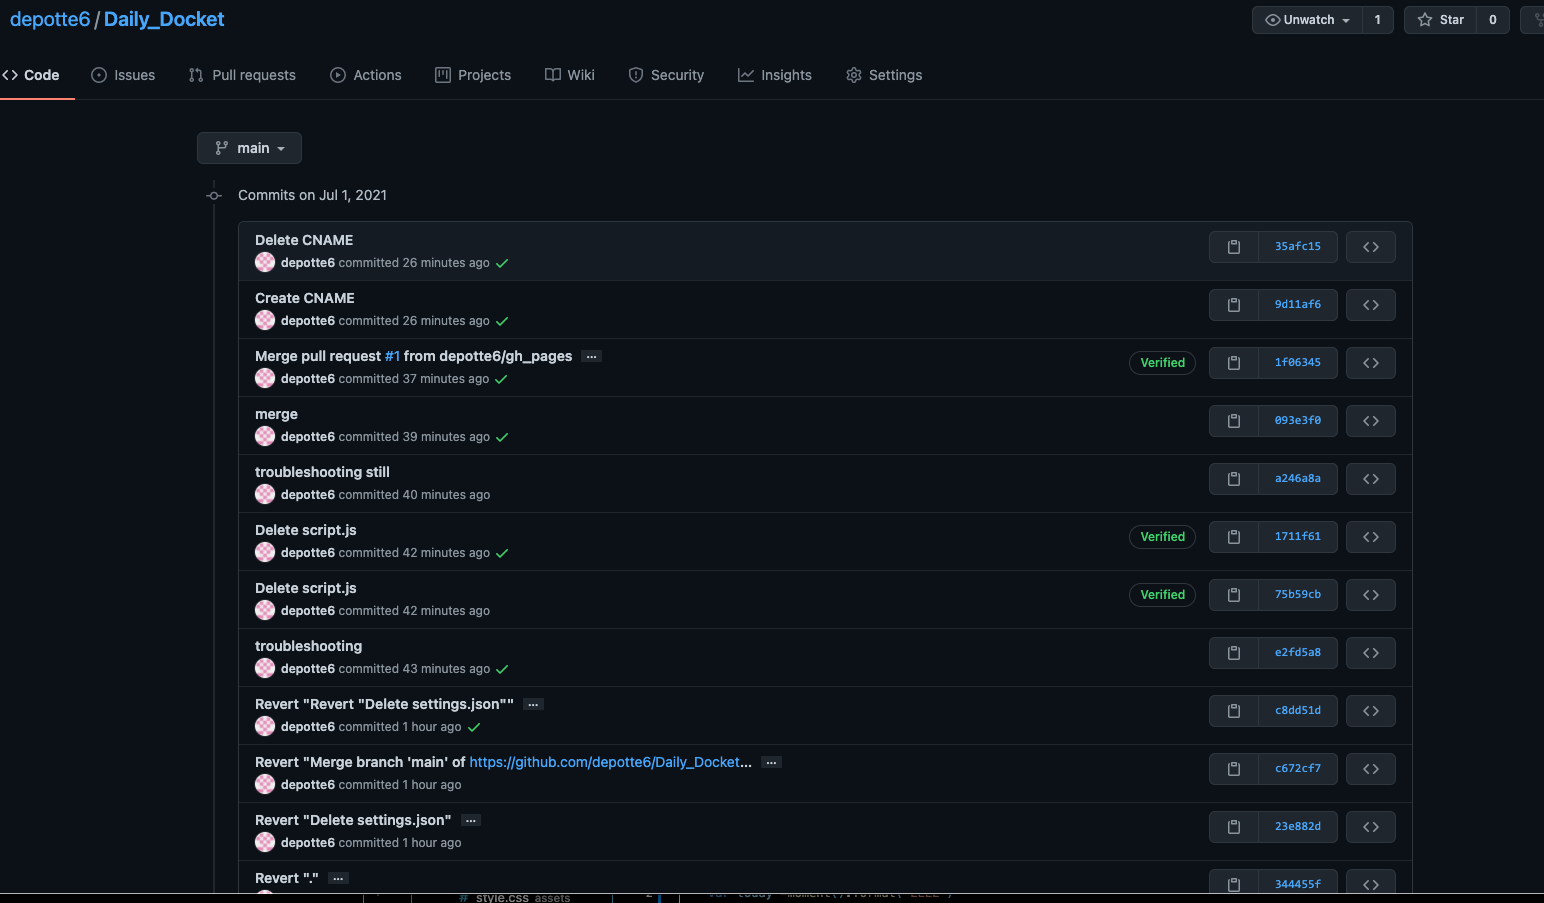 depotte6 / Daily_Docket
Unwatch 1 Star 0
Code Issues Pull requests Actions Projects Wiki Security Insights Settings
main
Commits on Jul 1, 2021
Delete CNAME
depotte6 committed 26 minutes ago
35afc15
Create CNAME
depotte6 committed 26 minutes ago
9d11af6
Merge pull request #1 from depotte6/gh_pages ...
depotte6 committed 37 minutes ago
Verified 1f06345
merge
depotte6 committed 39 minutes ago
093e3f0
troubleshooting still
depotte6 committed 40 minutes ago
a246a8a
Delete script.js
depotte6 committed 42 minutes ago
Verified 1711f61
Delete script.js
depotte6 committed 42 minutes ago
Verified 75b59cb
troubleshooting
depotte6 committed 43 minutes ago
e2fd5a8
Revert "Revert "Delete settings.json"" ...
depotte6 committed 1 hour ago
c8dd51d
Revert "Merge branch 'main' of https://github.com/depotte6/Daily_Docket... ...
depotte6 committed 1 hour ago
c672cf7
Revert "Delete settings.json" ...
depotte6 committed 1 hour ago
23e882d
Revert "." ...
344455f
# style.css assets